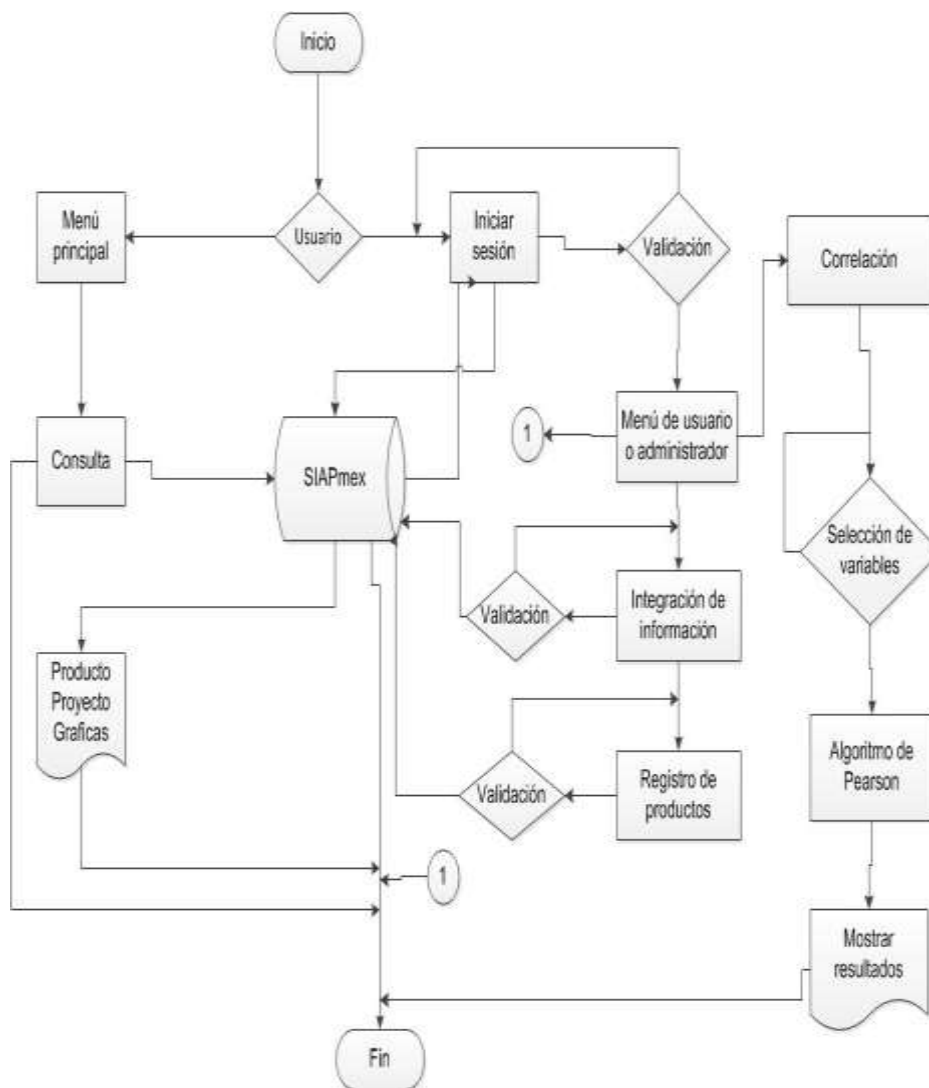 Inicio
Menú
principal
Usuario
Iniciar
sesión
Validación
Correlación
Consulta
SIAPmex
1
Menú de usuario
o administrador
Selección de
variables
Validación
Integración de
información
Producto
Proyecto
Graficas
Validación
Registro de
productos
Algoritmo de
Pearson
1
Mostrar
resultados
Fin